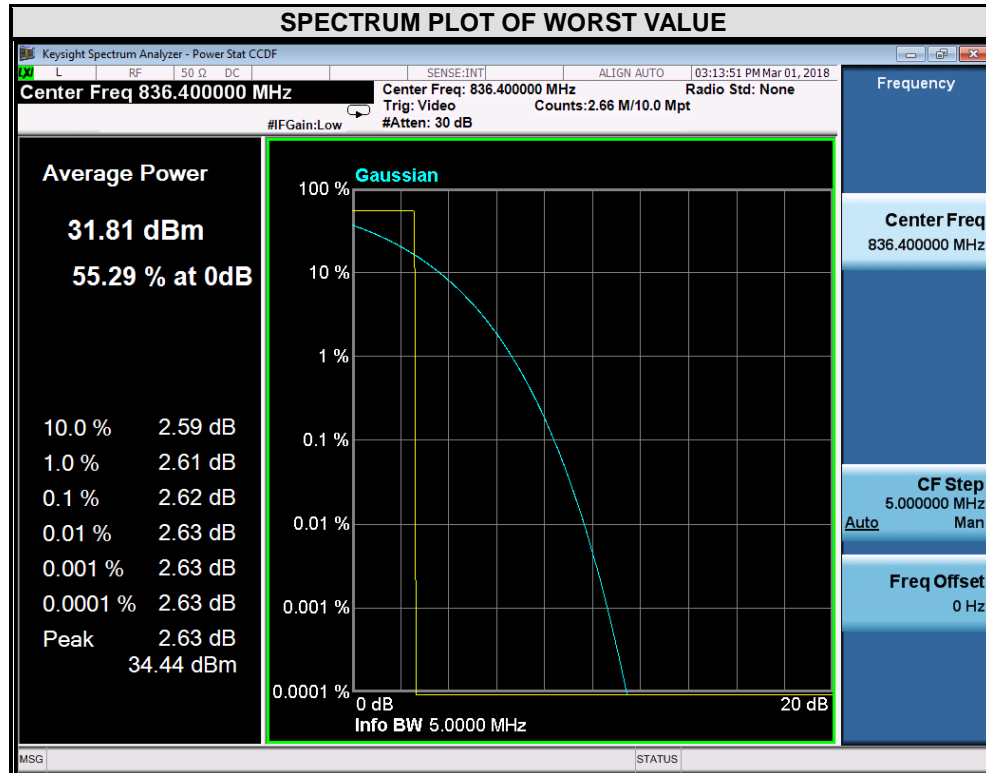 SPECTRUM PLOT OF WORST VALUE
Keysight Spectrum Analyzer - Power Stat CCDF
LXI L RF 50 Ω DC SENSE:INT ALIGN AUTO 03:13:51 PM Mar 01, 2018
Center Freq 836.400000 MHz
Center Freq: 836.400000 MHz Radio Std: None
Trig: Video Counts:2.66 M/10.0 Mpt
#IFGain:Low #Atten: 30 dB
Frequency
Average Power
31.81 dBm
55.29 % at 0dB
10.0 % 2.59 dB
1.0 % 2.61 dB
0.1 % 2.62 dB
0.01 % 2.63 dB
0.001 % 2.63 dB
0.0001 % 2.63 dB
Peak 2.63 dB
34.44 dBm
Gaussian
100 %
10 %
1 %
0.1 %
0.01 %
0.001 %
0.0001 %
0 dB 20 dB
Info BW 5.0000 MHz
Center Freq
836.400000 MHz
CF Step
5.000000 MHz
Auto Man
Freq Offset
0 Hz
MSG STATUS